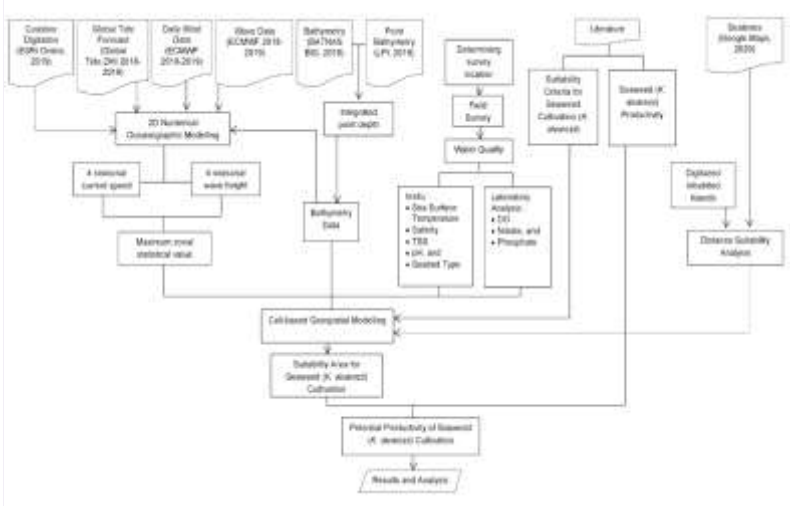 Coastline
Digitation
(ESRI Online,
2019)
Global Tide
Forecast
(Global
Tide DHI 2018-
2019)
Daily Wind
Data
(ECMWF
2018-2019)
Wave Data
(ECMWF 2018-
2019)
Bathymetry
(BATNAS
BIG, 2018)
Point
Bathymetry
(LPI, 2019)
Determining
survey
location
Literature
(Google Maps,
2020)
2D Numerical
Oceanographic Modeling
Integrated
point depth
Field
Survey
Suitability
Criteria for
Seaweed
Cultivation (K.
alvarezii)
Seaweed (K.
alvarezii)
Productivity
Water Quality
4 seasonal
current speed
4 seasonal
wave height
Digitized
Inhabited
Islands
Bathymetry
Data
Insitu
• Sea Surface
Temperature
• Salinity
• TSS
• pH, and
• Seabed Type
Laboratory
Analysis
• DO
• Nitrate, and
• Phosphate
Maximum zonal
statistical value
Distance Suitability
Analysis
Cell-based Geospatial Modelling
Suitability Area for
Seaweed (K. alvarezii)
Cultivation
Potential Productivity of Seaweed
(K. alvarezii) Cultivation
Results and Analysis